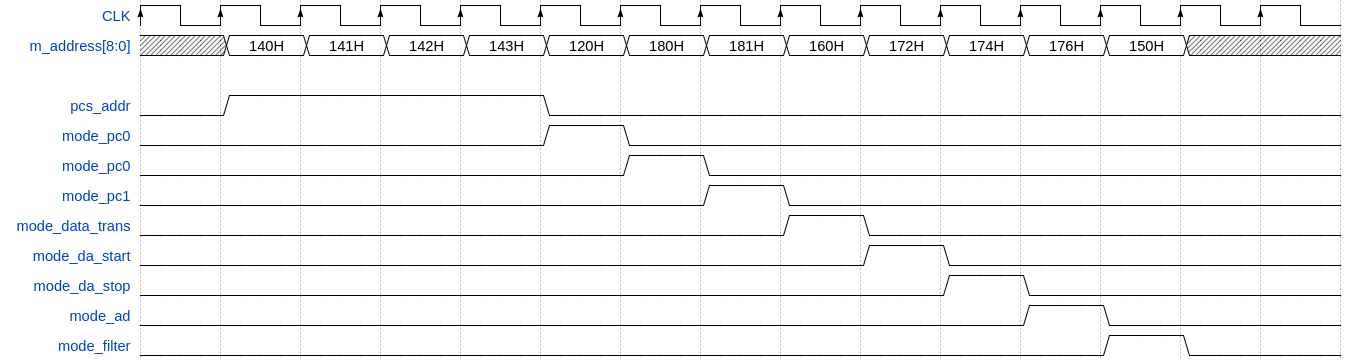 CLK
m_address[8:0] 140H 141H 142H 143H 120H 180H 181H 160H 172H 174H 176H 150H
pcs_addr
mode_pc0
mode_pc0
mode_pc1
mode_data_trans
mode_da_start
mode_da_stop
mode_ad
mode_filter